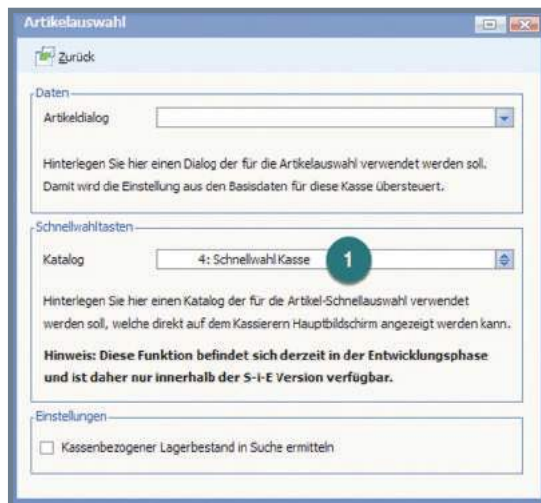 Artikelauswahl
Zurück
Daten
Artikeldialog
Hinterlegen Sie hier einen Dialog der für die Artikelauswahl verwendet werden soll.
Damit wird die Einstellung aus den Basisdaten für diese Kasse übersteuert.
Schnellwahltasten
Katalog 4: Schnellwahl Kasse 1
Hinterlegen Sie hier einen Katalog der für die Artikel-Schnellauswahl verwendet
werden soll, welche direkt auf dem Kassierern Hauptbildschirm angezeigt werden kann.
Hinweis: Diese Funktion befindet sich derzeit in der Entwicklungsphase
und ist daher nur innerhalb der S-i-E Version verfügbar.
Einstellungen
Kassenbezogener Lagerbestand in Suche ermitteln